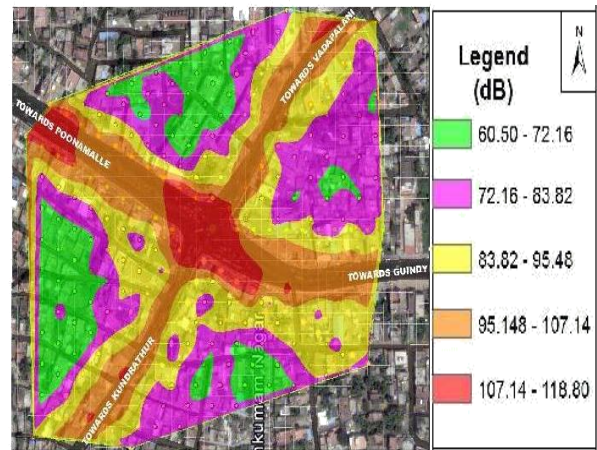 TOWARDS VADAPALANI
TOWARDS POONAMALLE
TOWARDS GUINDY
TOWARDS KUNDRATHUR
Nagar
N
Legend
(dB)
60.50 - 72.16
72.16 - 83.82
83.82 - 95.48
95.148 - 107.14
107.14 - 118.80